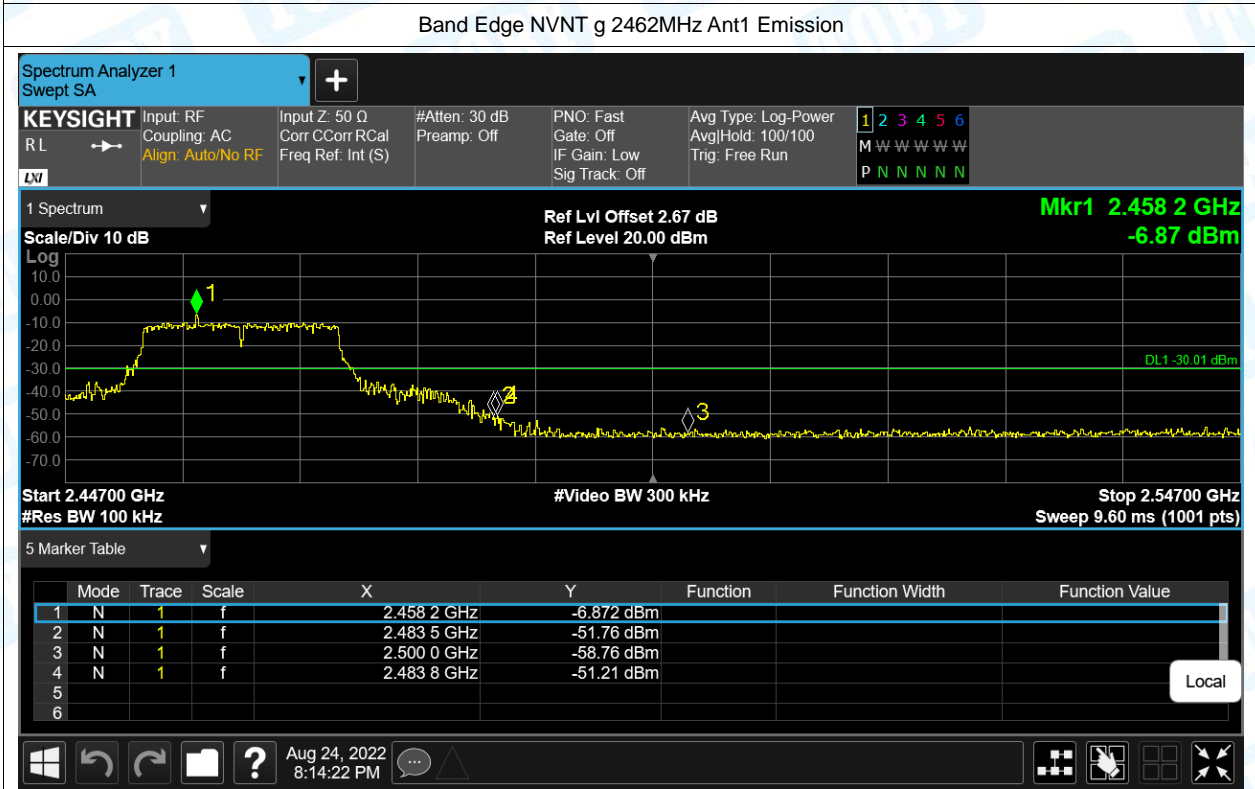 Band Edge NVNT g 2462MHz Ant1 Emission
Spectrum Analyzer 1
Swept SA
KEYSIGHT
RL
LXI
Input: RF
Coupling: AC
Align: Auto/No RF
Input Z: 50 Ω
Corr CCorr RCal
Freq Ref: Int (S)
#Atten: 30 dB
Preamp: Off
PNO: Fast
Gate: Off
IF Gain: Low
Sig Track: Off
Avg Type: Log-Power
Avg|Hold: 100/100
Trig: Free Run
1 2 3 4 5 6
M W W W W W
P N N N N N
1 Spectrum
Scale/Div 10 dB
Ref Lvl Offset 2.67 dB
Ref Level 20.00 dBm
Mkr1 2.458 2 GHz
-6.87 dBm
Log
10.0
0.00
-10.0
-20.0
-30.0
-40.0
-50.0
-60.0
-70.0
1
2
4
3
DL1 -30.01 dBm
Start 2.44700 GHz
#Res BW 100 kHz
#Video BW 300 kHz
Stop 2.54700 GHz
Sweep 9.60 ms (1001 pts)
5 Marker Table
Mode Trace Scale X Y Function Function Width Function Value
1 N 1 f 2.458 2 GHz -6.872 dBm
2 N 1 f 2.483 5 GHz -51.76 dBm
3 N 1 f 2.500 0 GHz -58.76 dBm
4 N 1 f 2.483 8 GHz -51.21 dBm
5
6
Local
?
Aug 24, 2022
8:14:22 PM